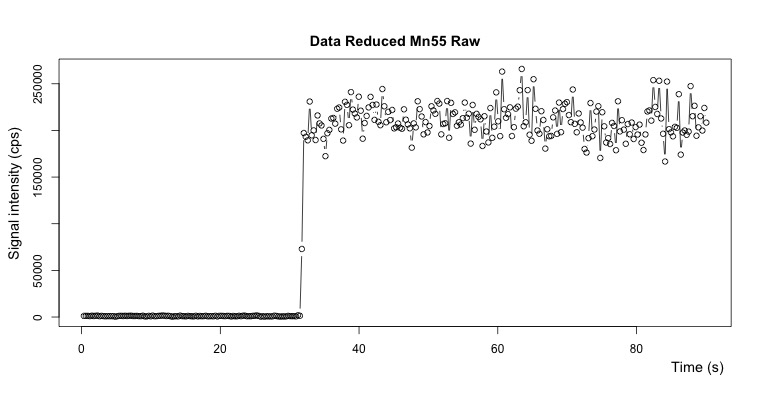 Data Reduced Mn55 Raw
Signal intensity (cps)
250000
150000
50000
0
0 20 40 60 80
Time (s)